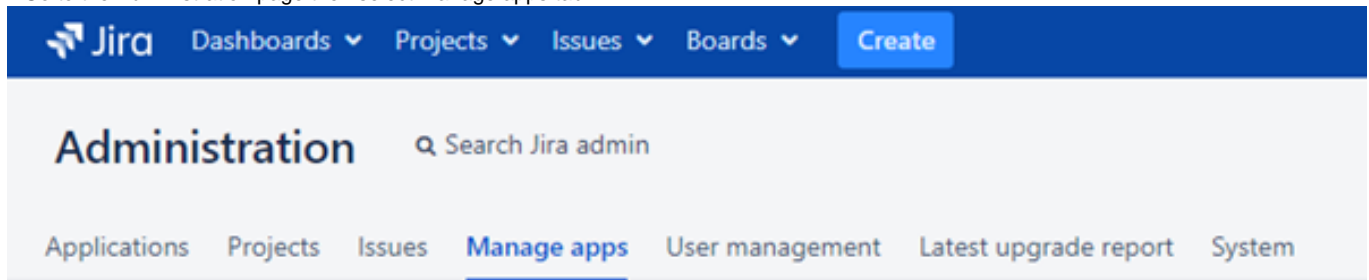 Jira Dashboards Projects Issues Boards Create
Administration Search Jira admin
Applications Projects Issues Manage apps User management Latest upgrade report System